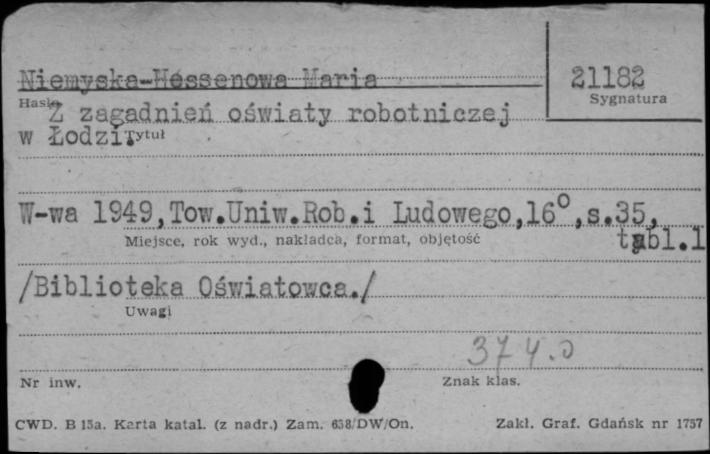 Niemyska-Hessenowa Maria
21182
Hasło
Sygnatura
Z zagadnień oświaty robotniczej
w Łodzi.
Tytuł
W-wa 1949,Tow.Uniw.Rob.i Ludowego,16°,s.35,
tabl.1
Miejsce, rok wyd., nakładca, format, objętość
/Biblioteka Oświatowca./
Uwagi
374.0
Nr inw.
Znak klas.
CWD. B 15a. Karta katal. (z nadr.) Zam. 638/DW/On.
Zakł. Graf. Gdańsk nr 1757